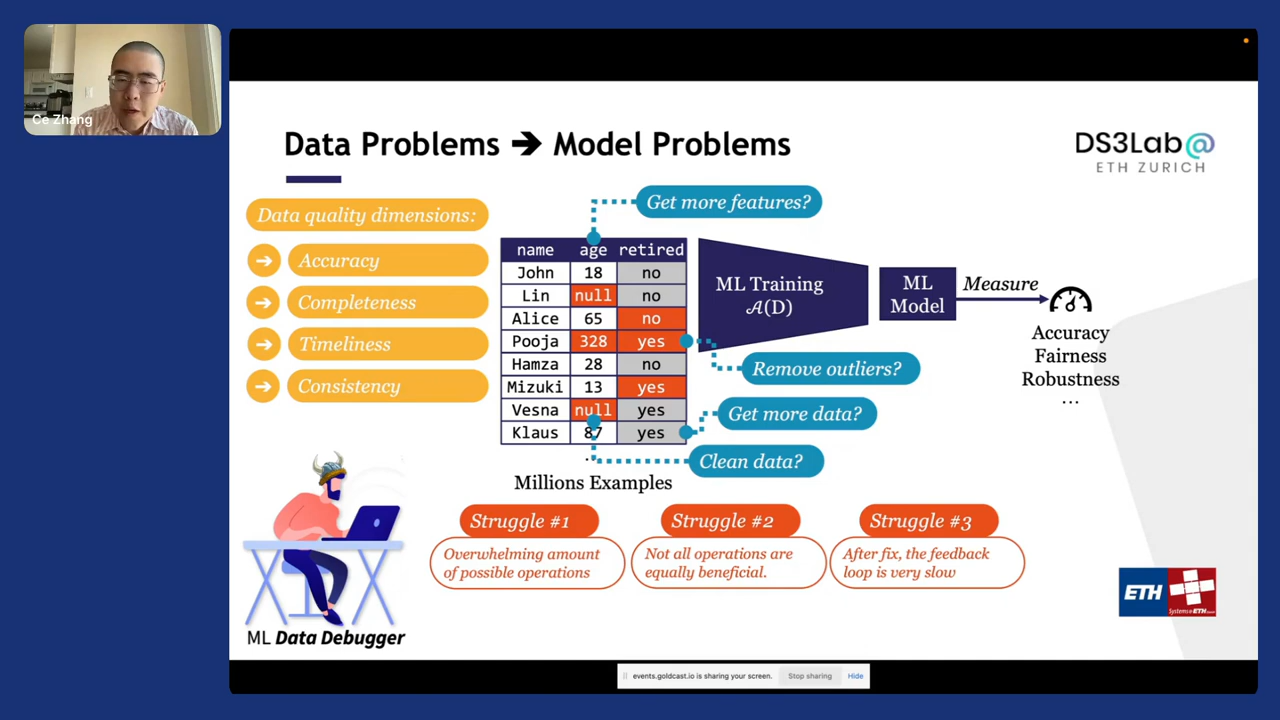 Ce Zhang
Data Problems ➔ Model Problems
DS3Lab@
ETH ZURICH
Data quality dimensions:
Accuracy
Completeness
Timeliness
Consistency
Get more features?
name age retired
John 18 no
Lin null no
Alice 65 no
Pooja 328 yes
Hamza 28 no
Mizuki 13 yes
Vesna null yes
Klaus 87 yes
Millions Examples
ML Training
𝒜(D)
ML
Model
Measure
Accuracy
Fairness
Robustness
...
Remove outliers?
Get more data?
Clean data?
Struggle #1
Overwhelming amount
of possible operations
Struggle #2
Not all operations are
equally beneficial.
Struggle #3
After fix, the feedback
loop is very slow
ML Data Debugger
ETH
Systems@ETH
events.goldcast.io is sharing your screen. Stop sharing Hide